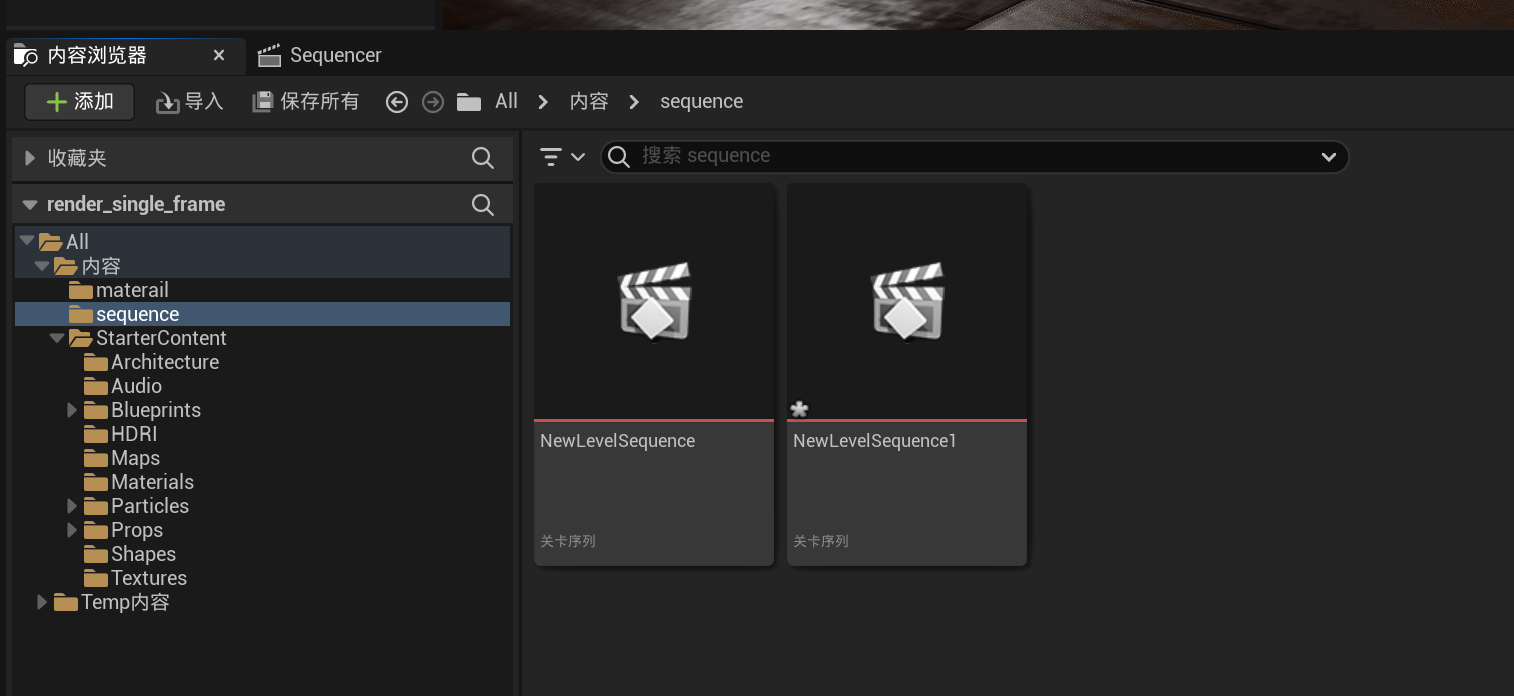 内容浏览器
Sequencer
添加
导入
保存所有
All
内容
sequence
收藏夹
render_single_frame
All
内容
materail
sequence
StarterContent
Architecture
Audio
Blueprints
HDRI
Maps
Materials
Particles
Props
Shapes
Textures
Temp内容
搜索 sequence
NewLevelSequence
关卡序列
NewLevelSequence1
关卡序列